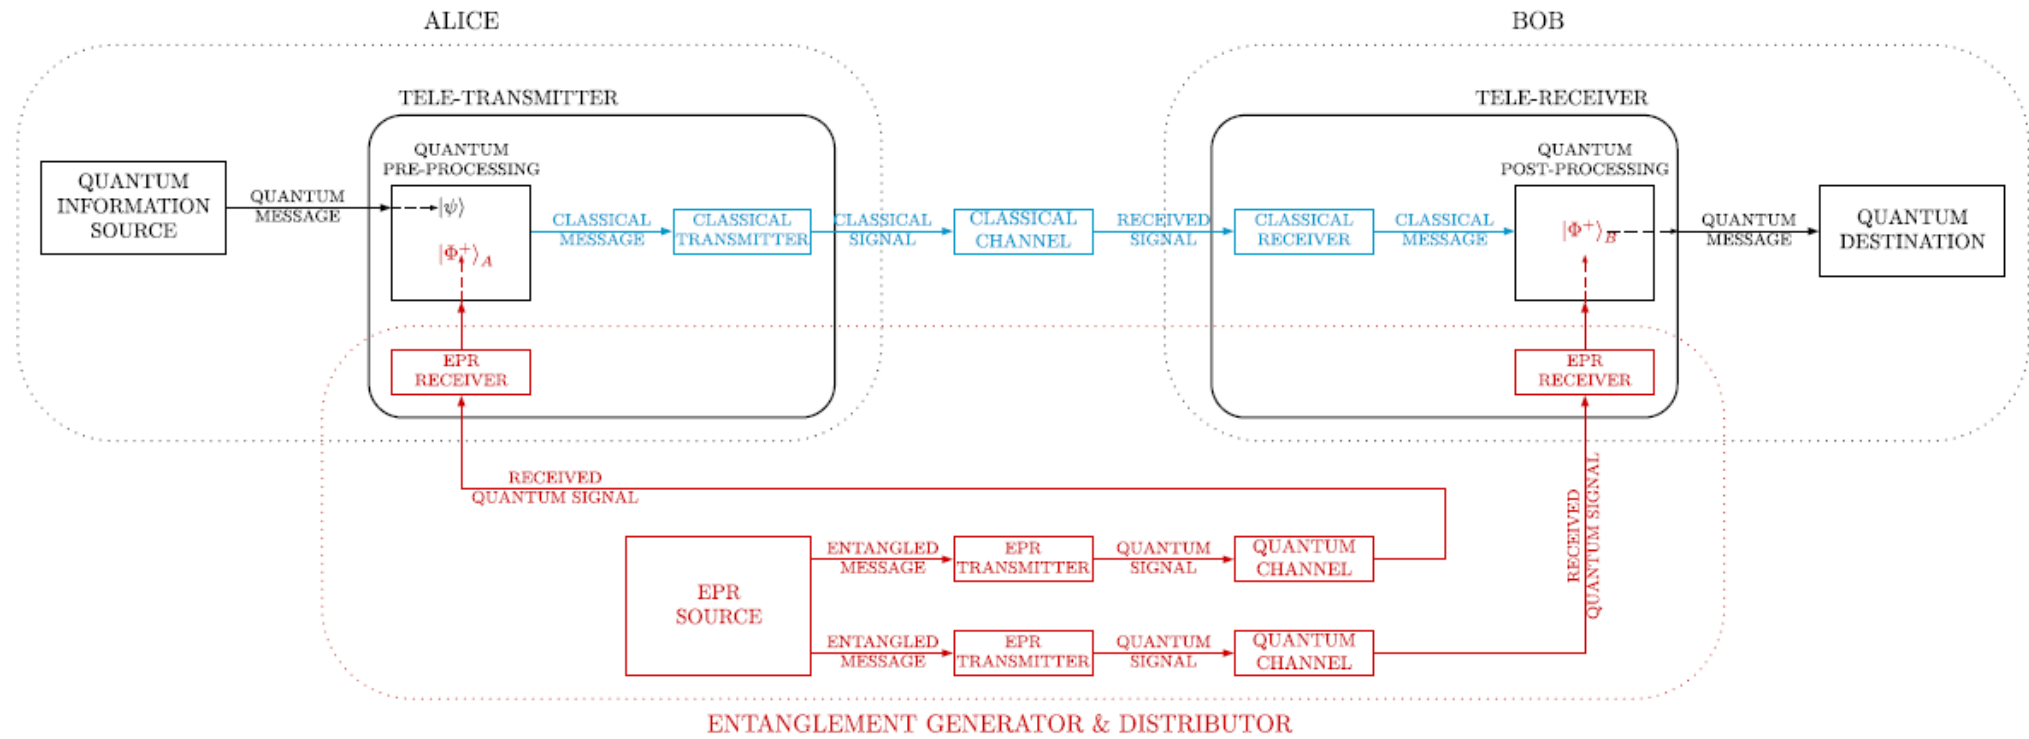 ALICE
BOB
TELE-TRANSMITTER
TELE-RECEIVER
QUANTUM
PRE-PROCESSING
QUANTUM
POST-PROCESSING
QUANTUM
INFORMATION
SOURCE
QUANTUM
MESSAGE
|ψ⟩
|Φ⁺⟩_A
CLASSICAL
MESSAGE
CLASSICAL
TRANSMITTER
CLASSICAL
SIGNAL
CLASSICAL
CHANNEL
RECEIVED
SIGNAL
CLASSICAL
RECEIVER
CLASSICAL
MESSAGE
|Φ⁺⟩_B
QUANTUM
MESSAGE
QUANTUM
DESTINATION
EPR
RECEIVER
EPR
RECEIVER
RECEIVED
QUANTUM SIGNAL
RECEIVED
QUANTUM SIGNAL
EPR
SOURCE
ENTANGLED
MESSAGE
EPR
TRANSMITTER
QUANTUM
SIGNAL
QUANTUM
CHANNEL
ENTANGLED
MESSAGE
EPR
TRANSMITTER
QUANTUM
SIGNAL
QUANTUM
CHANNEL
ENTANGLEMENT GENERATOR & DISTRIBUTOR